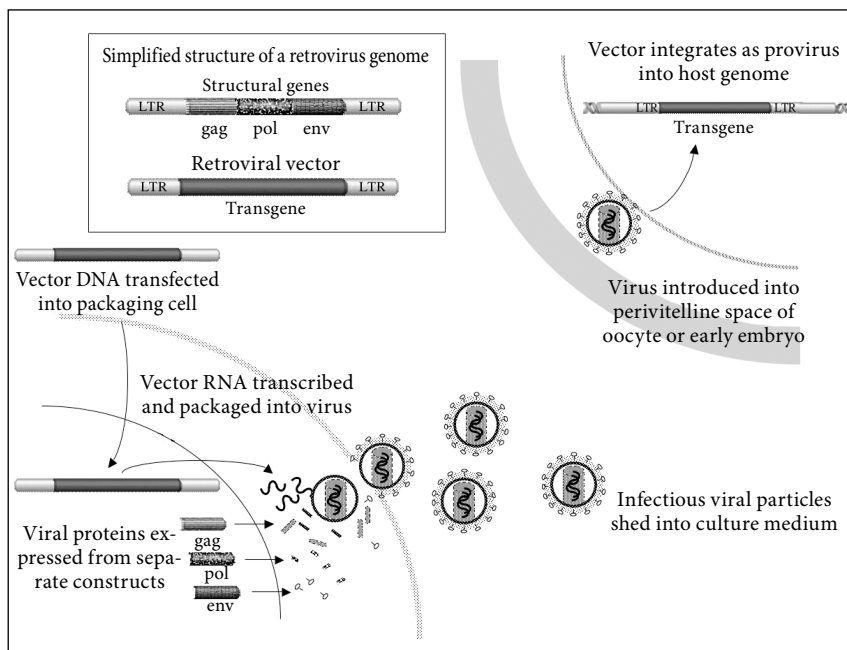 Simplified structure of a retrovirus genome
Structural genes
LTR LTR
gag pol env
Retroviral vector
LTR LTR
Transgene
Vector integrates as provirus
into host genome
LTR LTR
Transgene
Vector DNA transfected
into packaging cell
Virus introduced into
perivitelline space of
oocyte or early embryo
Vector RNA transcribed
and packaged into virus
Infectious viral particles
shed into culture medium
Viral proteins ex-
pressed from sepa-
rate constructs
gag
pol
env